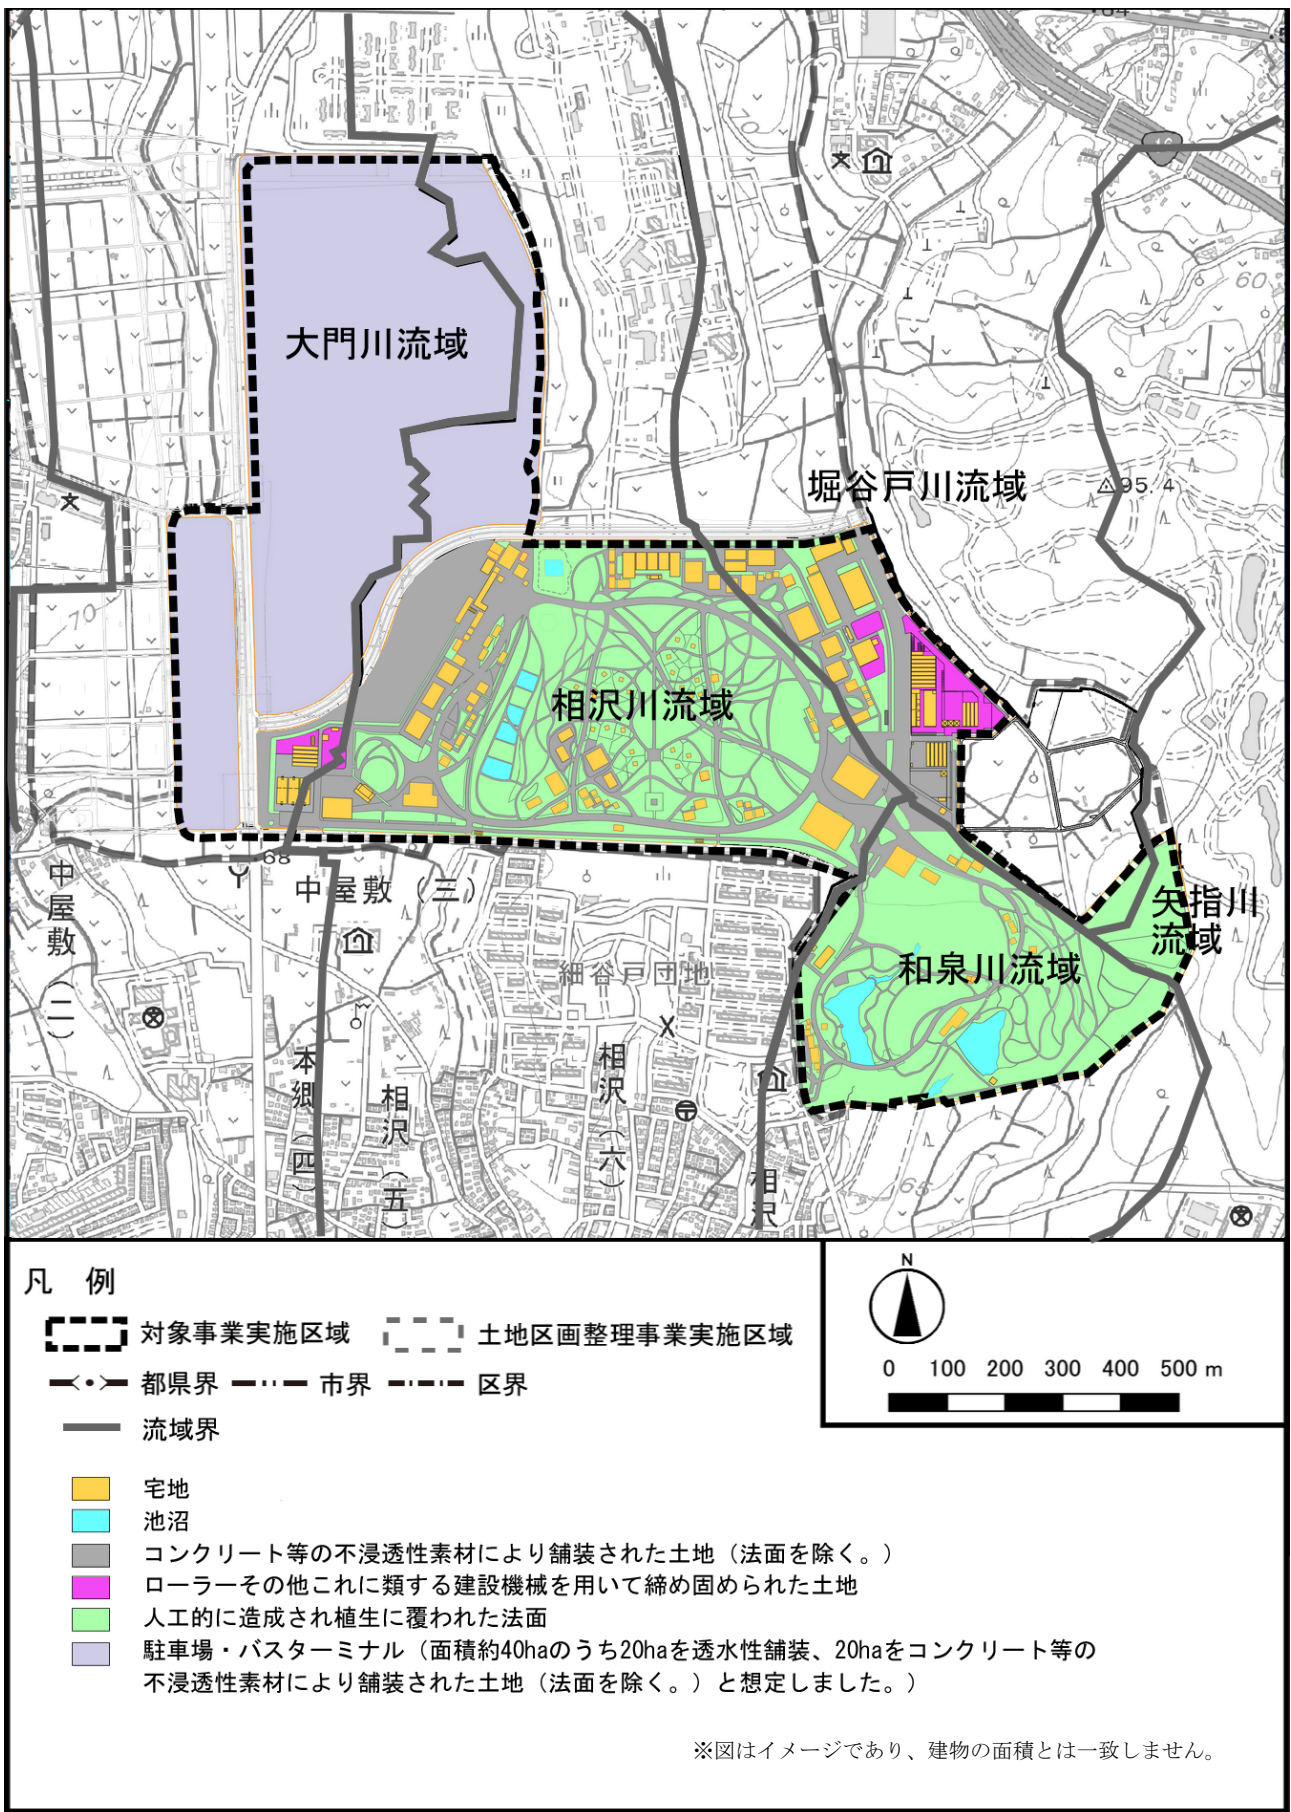 大門川流域
堀谷戸川流域
95.4
60
70
相沢川流域
68
中屋敷(二)
中屋敷(三)
細谷戸団地
矢指川
流域
和泉川流域
本郷(四)
相沢(五)
相沢(六)
相沢
65
凡 例
対象事業実施区域
土地区画整理事業実施区域
都県界
市界
区界
流域界
N
0 100 200 300 400 500 m
宅地
池沼
コンクリート等の不浸透性素材により舗装された土地（法面を除く。）
ローラーその他これに類する建設機械を用いて締め固められた土地
人工的に造成され植生に覆われた法面
駐車場・バスターミナル（面積約40haのうち20haを透水性舗装、20haをコンクリート等の
不浸透性素材により舗装された土地（法面を除く。）と想定しました。）
※図はイメージであり、建物の面積とは一致しません。